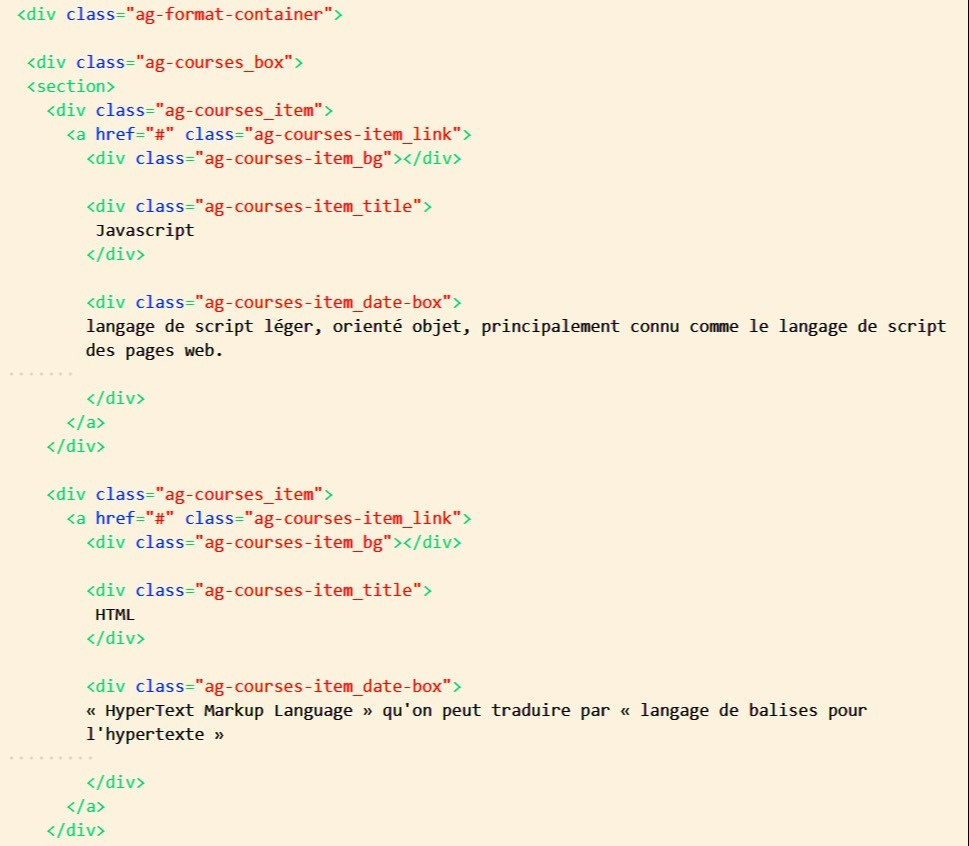 <div class="ag-format-container">
<div class="ag-courses_box">
<section>
<div class="ag-courses_item">
<a href="#" class="ag-courses-item_link">
<div class="ag-courses-item_bg"></div>
<div class="ag-courses-item_title">
Javascript
</div>
<div class="ag-courses-item_date-box">
langage de script léger, orienté objet, principalement connu comme le langage de script
des pages web.
</div>
</a>
</div>
<div class="ag-courses_item">
<a href="#" class="ag-courses-item_link">
<div class="ag-courses-item_bg"></div>
<div class="ag-courses-item_title">
HTML
</div>
<div class="ag-courses-item_date-box">
« HyperText Markup Language » qu'on peut traduire par « langage de balises pour
l'hypertexte »
</div>
</a>
</div>